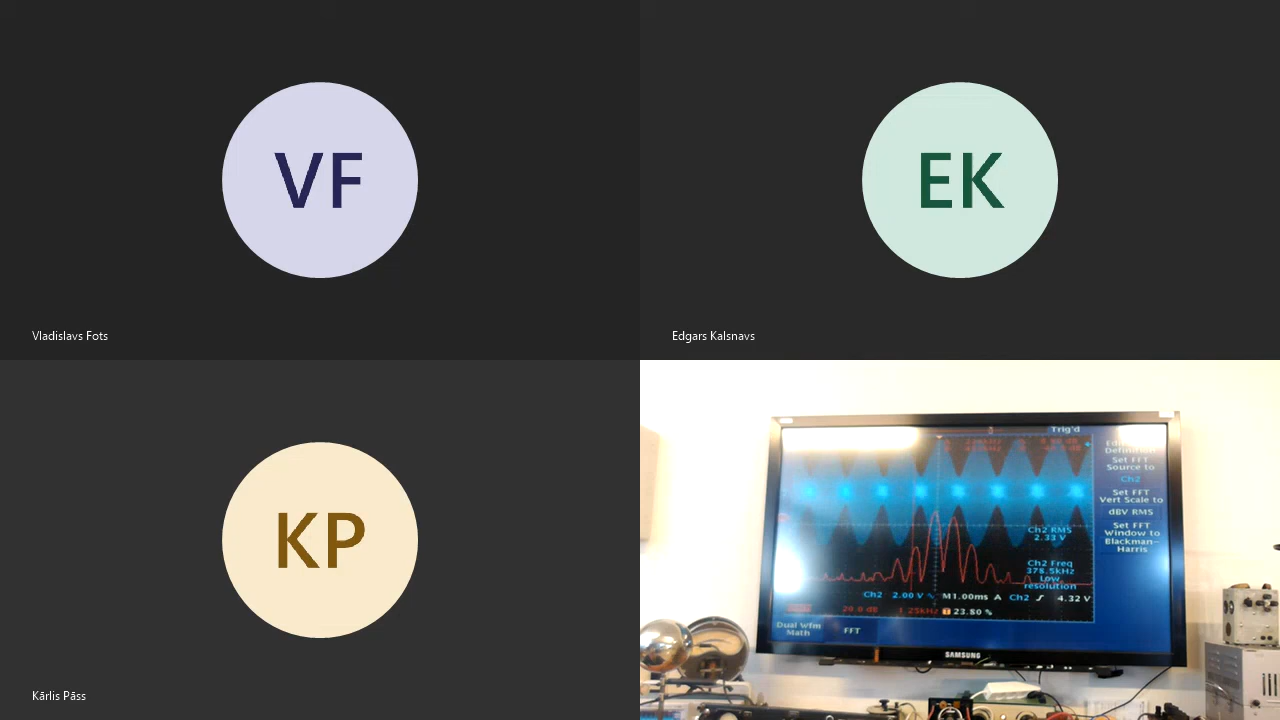 VF
Vladislavs Fots
EK
Edgars Kalsnavs
KP
Kārlis Pāss
Trig'd
Definition
Set FFT
Source to
Ch2
Set FFT
Vert Scale to
dBV RMS
Set FFT
Window to
Blackman-
Harris
Ch2 RMS
2.33 V
Ch2 Freq
378.5kHz
Low
resolution
Ch2 2.00 V M1.00ms A Ch2 4.32 V
20.0 dB 1.25kHz 23.80 %
Dual Wfm
Math
FFT
SAMSUNG